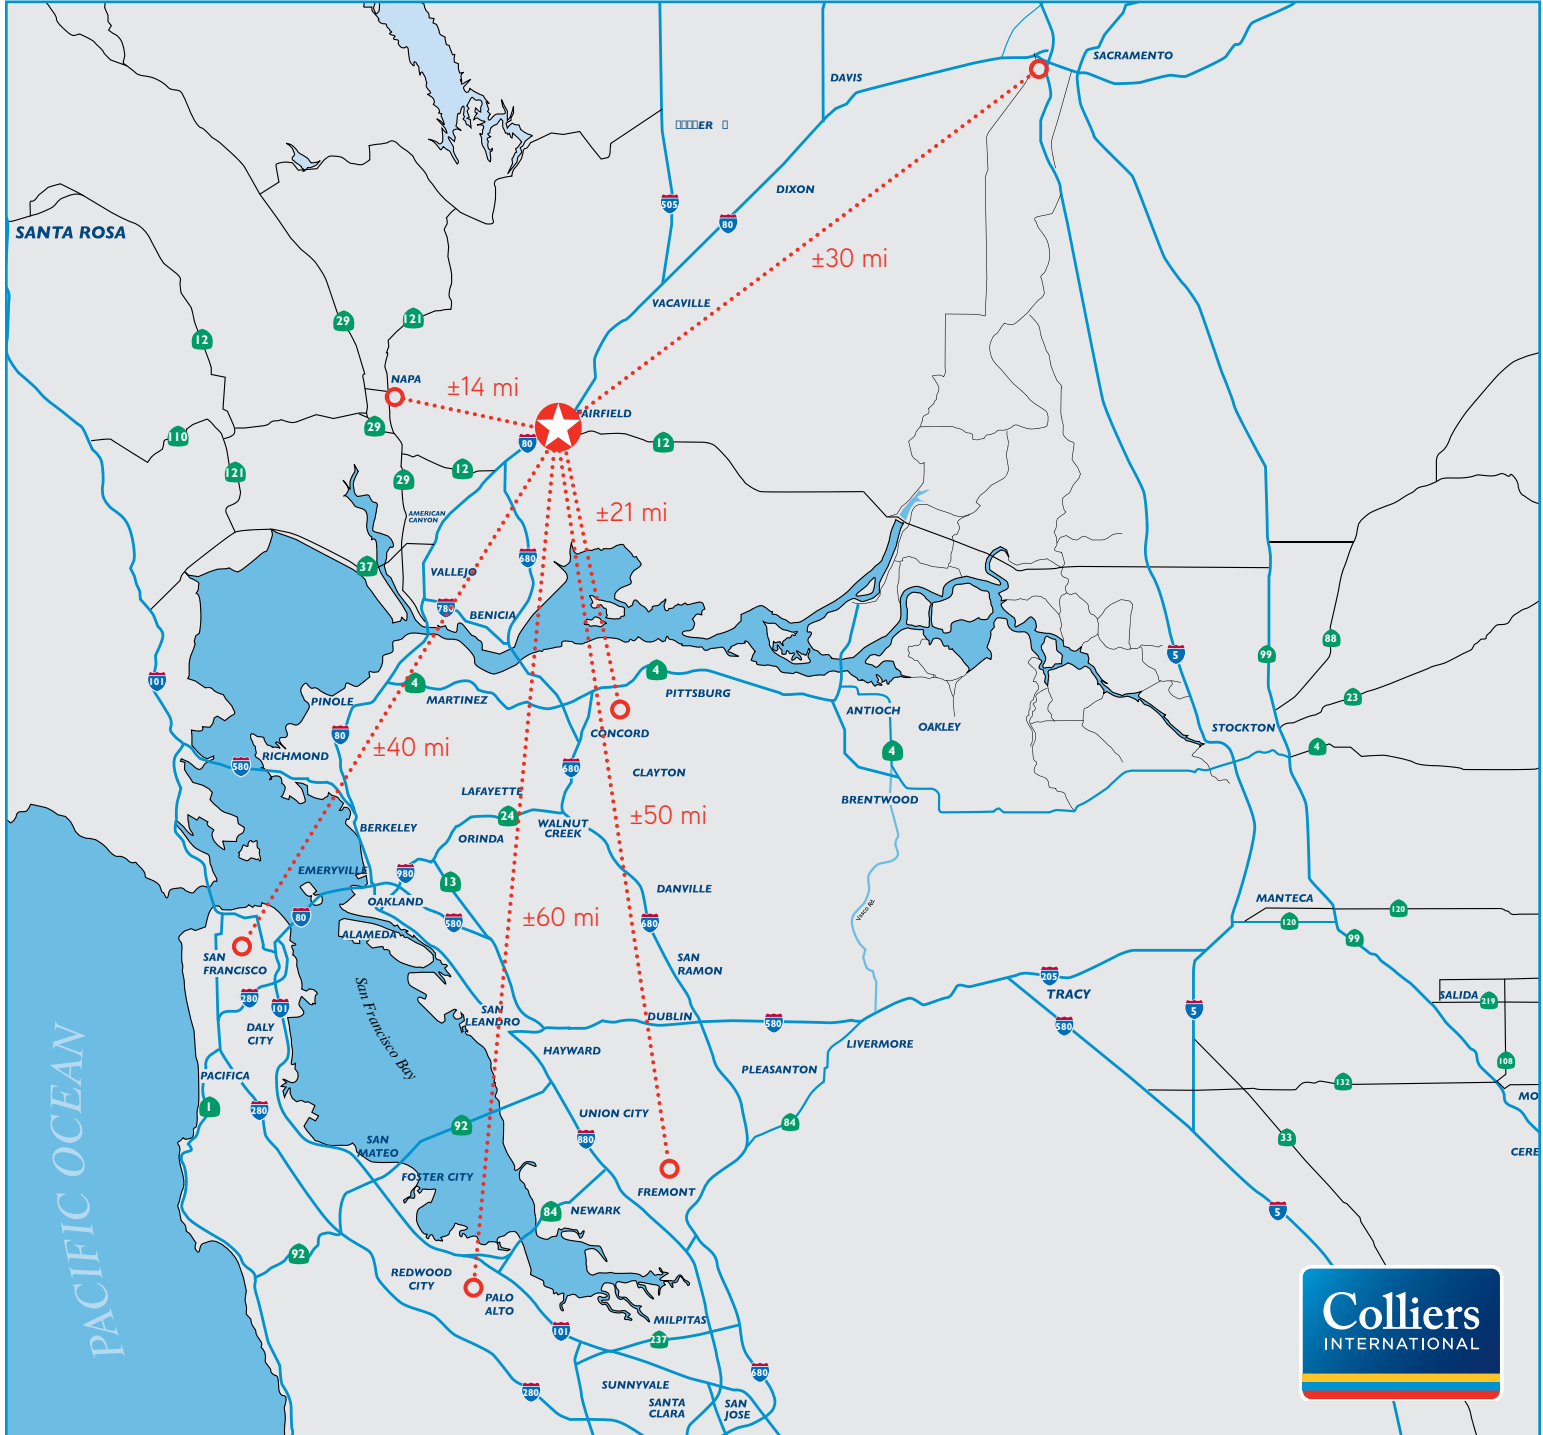 SACRAMENTO
DAVIS
ER
DIXON
505
80
SANTA ROSA
±30 mi
VACAVILLE
29
121
12
NAPA
±14 mi
FAIRFIELD
29
110
80
12
12
121
29
±21 mi
AMERICAN
CANYON
680
37
VALLEJO
780
BENICIA
88
5
99
101
4
4
PINOLE
MARTINEZ
PITTSBURG
23
ANTIOCH
OAKLEY
STOCKTON
80
CONCORD
±40 mi
4
4
RICHMOND
580
680
CLAYTON
LAFAYETTE
BRENTWOOD
24
±50 mi
BERKELEY
WALNUT
CREEK
ORINDA
EMERYVILLE
980
13
DANVILLE
OAKLAND
MANTECA
Vasco Rd.
120
80
±60 mi
580
680
120
ALAMEDA
99
SAN
FRANCISCO
SAN
RAMON
205
TRACY
SALIDA
219
280
101
San Francisco Bay
SAN
LEANDRO
DUBLIN
580
5
580
DALY
CITY
HAYWARD
LIVERMORE
108
PACIFICA
PLEASANTON
132
MO
1
280
UNION CITY
92
84
880
33
SAN
MATEO
CERE
FOSTER CITY
FREMONT
84
NEWARK
5
PACIFIC OCEAN
92
REDWOOD
CITY
PALO
ALTO
Colliers
INTERNATIONAL
MILPITAS
101
237
680
280
SUNNYVALE
SANTA
CLARA
SAN
JOSE